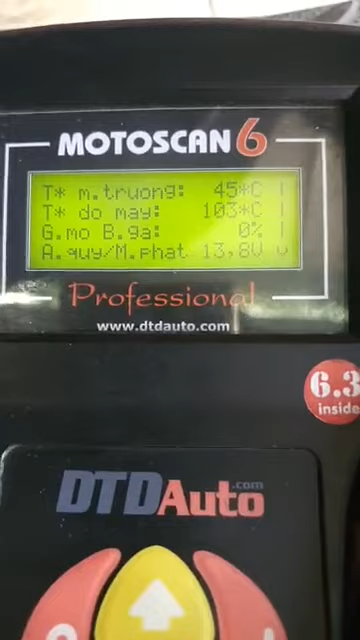 MOTOSCAN 6
T* m.truong: 45*C |
T* do may: 103*C |
G.mo B.ga: 0% |
A.quy/M.phat 13,8V v
Professional
www.dtdauto.com
6.3
inside
DTDAuto.com